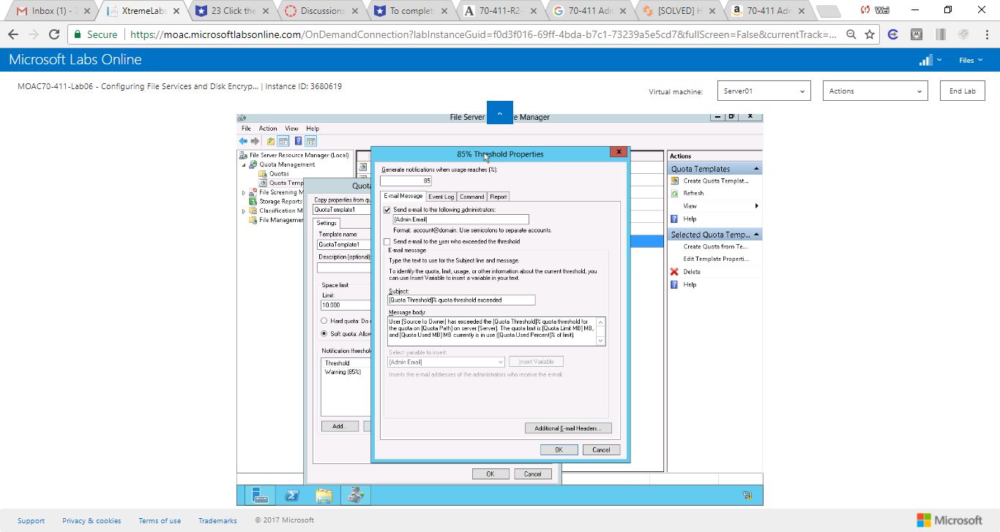 Inbox (1) - S
XtremeLabs
23 Click the
Discussions
To complet
70-411-R2-
70-411 Adm
[SOLVED] H
70-411 Adm
Wei
Secure
https://moac.microsoftlabsonline.com/OnDemandConnection?labInstanceGuid=f0d3f016-69ff-4bda-b7c1-73239a5e5cd7&fullScreen=False&currentTrack=...
Microsoft Labs Online
Files
MOAC70-411-Lab06 - Configuring File Services and Disk Encryp... | Instance ID: 3680619
Virtual machine:
Server01
Actions
End Lab
File Server
e Manager
File Action View Help
File Server Resource Manager (Local)
Quota Management
Quotas
Quota Temp
File Screening M
Storage Reports
Classification M
File Managemen
Quota
Copy properties from qu
QuotaTemplate1
Settings
Template name:
QuotaTemplate1
Description (optional)
Space limit
Limit:
10.000
Hard quota: Do
Soft quota: Allow
Notification threshold
Threshold
Warning (85%)
Add...
OK
Cancel
85% Threshold Properties
Generate notifications when usage reaches (%):
85
E-mail Message
Event Log
Command
Report
Send e-mail to the following administrators:
[Admin Email]
Format: account@domain. Use semicolons to separate accounts.
Send e-mail to the user who exceeded the threshold
E-mail message
Type the text to use for the Subject line and message.
To identify the quota, limit, usage, or other information about the current threshold, you
can use Insert Variable to insert a variable in your text.
Subject:
[Quota Threshold]% quota threshold exceeded
Message body:
User [Source Io Owner] has exceeded the [Quota Threshold]% quota threshold for
the quota on [Quota Path] on server [Server]. The quota limit is [Quota Limit MB] MB,
and [Quota Used MB] MB currently is in use ([Quota Used Percent]% of limit).
Select variable to insert:
[Admin Email]
Insert Variable
Inserts the e-mail addresses of the administrators who receive the e-mail.
Additional E-mail Headers...
OK
Cancel
Actions
Quota Templates
Create Quota Templat...
Refresh
View
Help
Selected Quota Temp...
Create Quota from Te...
Edit Template Properti...
Delete
Help
Support
Privacy & cookies
Terms of use
Trademarks
© 2017 Microsoft
Microsoft